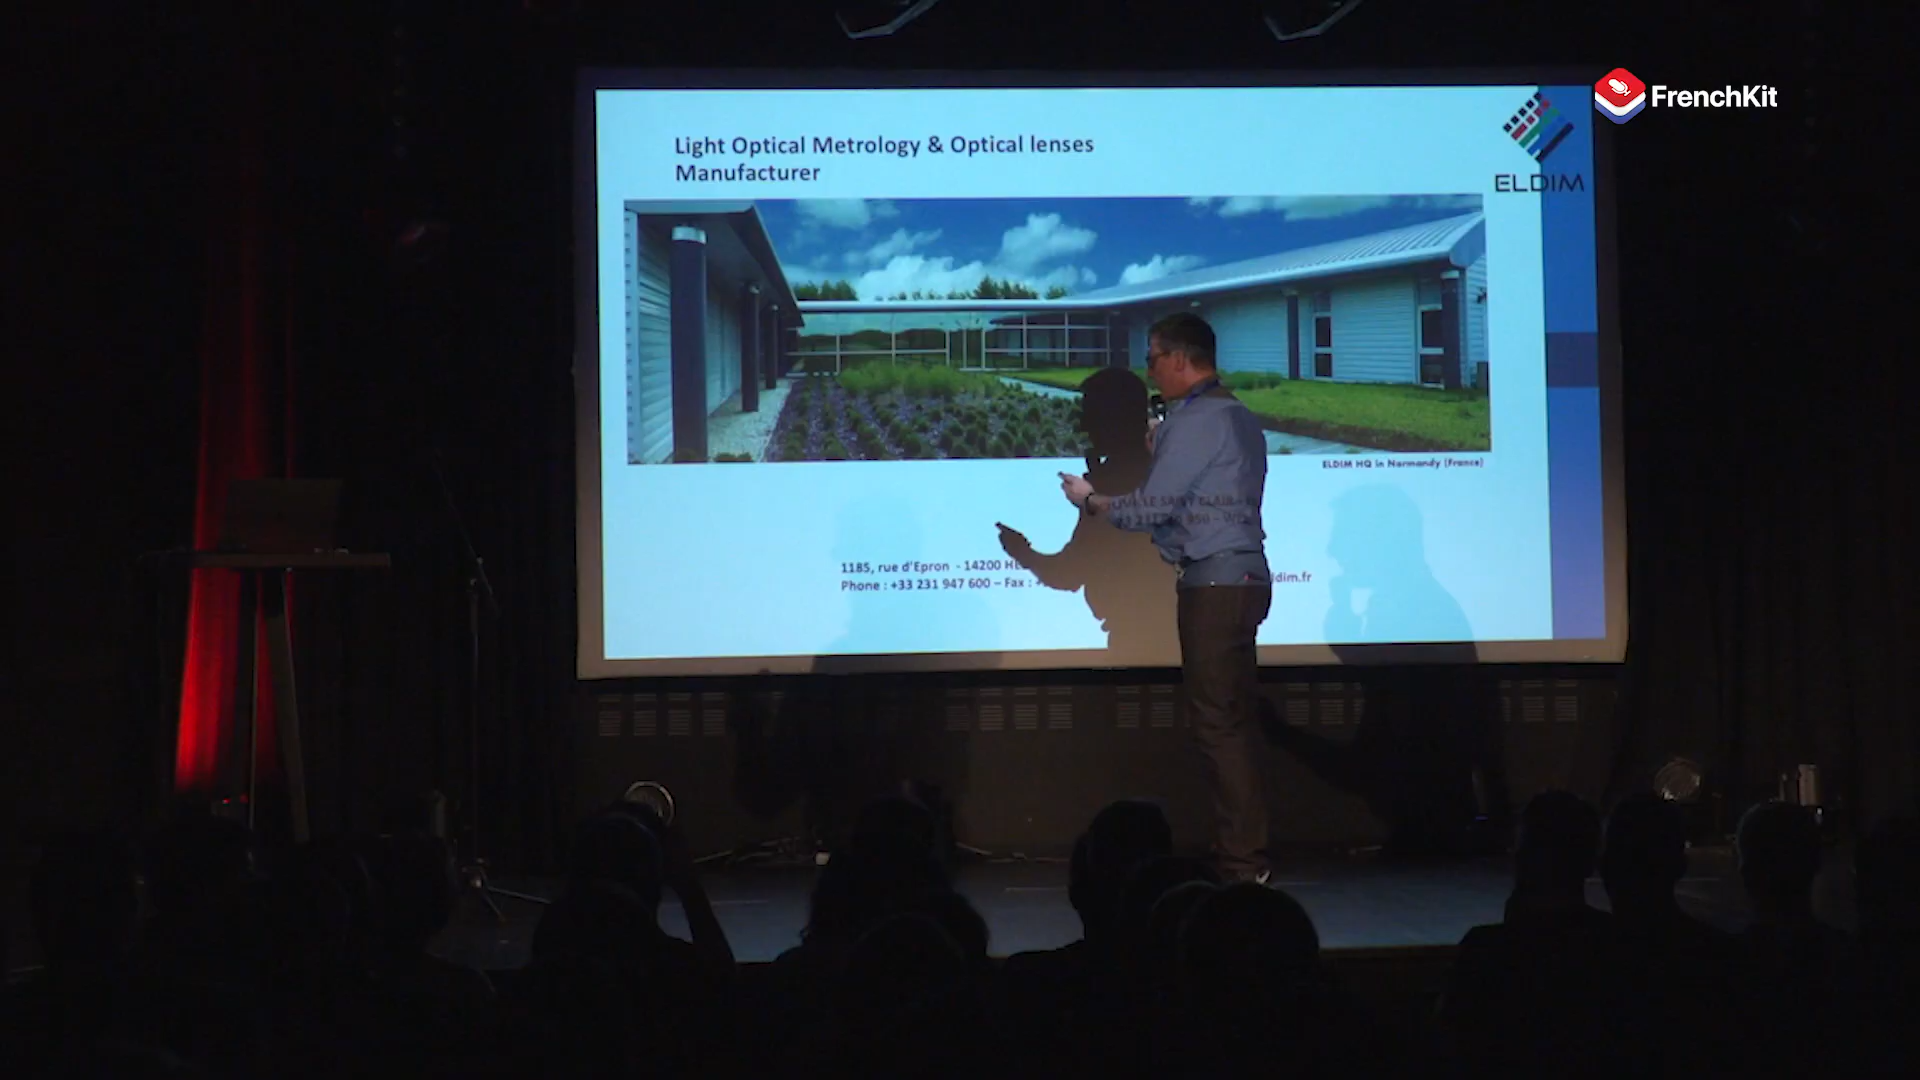 FrenchKit
Light Optical Metrology & Optical lenses
Manufacturer
ELDIM
ELDIM HQ in Normandy (France)
1185, rue d'Epron - 14200
Phone : +33 231 947 600 – Fax :